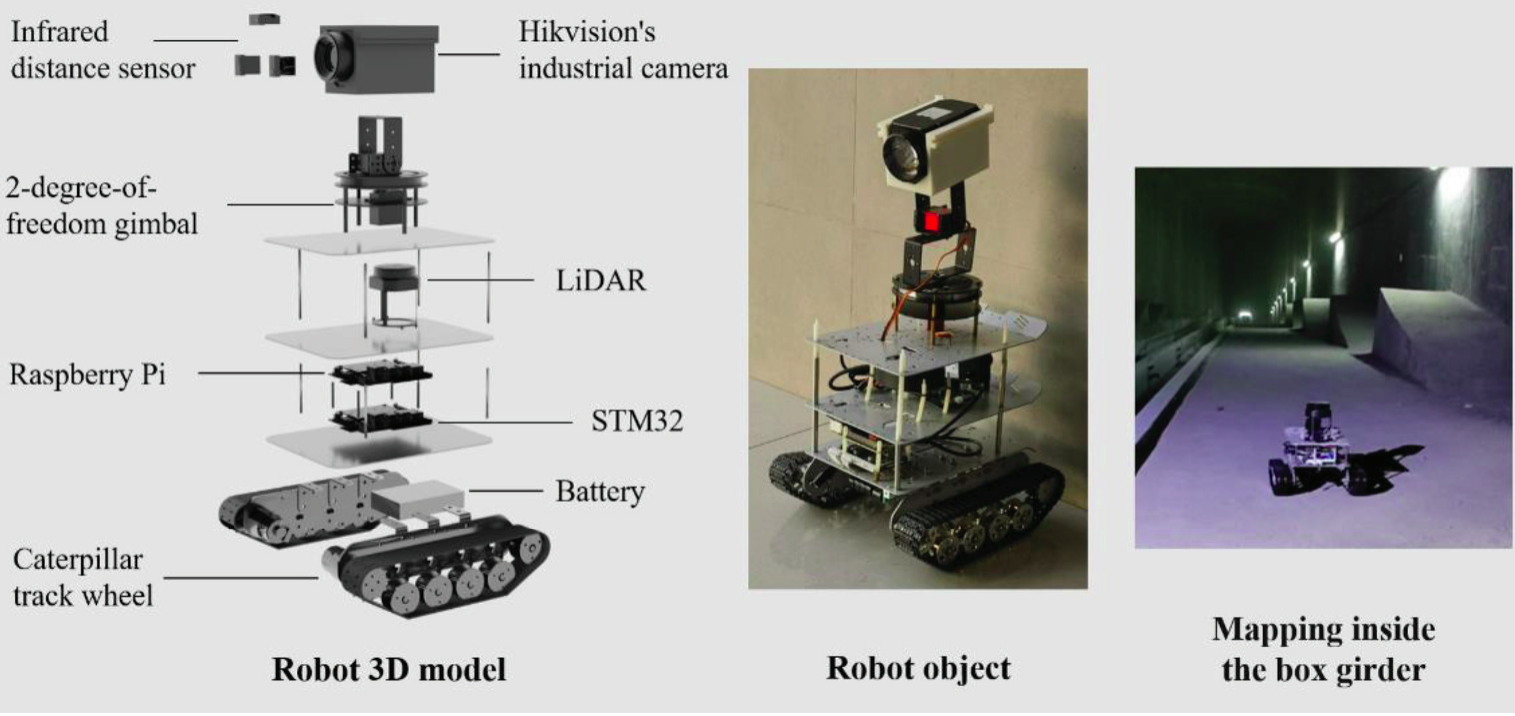 Infrared
distance sensor
Hikvision's
industrial camera
2-degree-of-
freedom gimbal
LiDAR
Raspberry Pi
STM32
Battery
Caterpillar
track wheel
Robot 3D model
Robot object
Mapping inside
the box girder